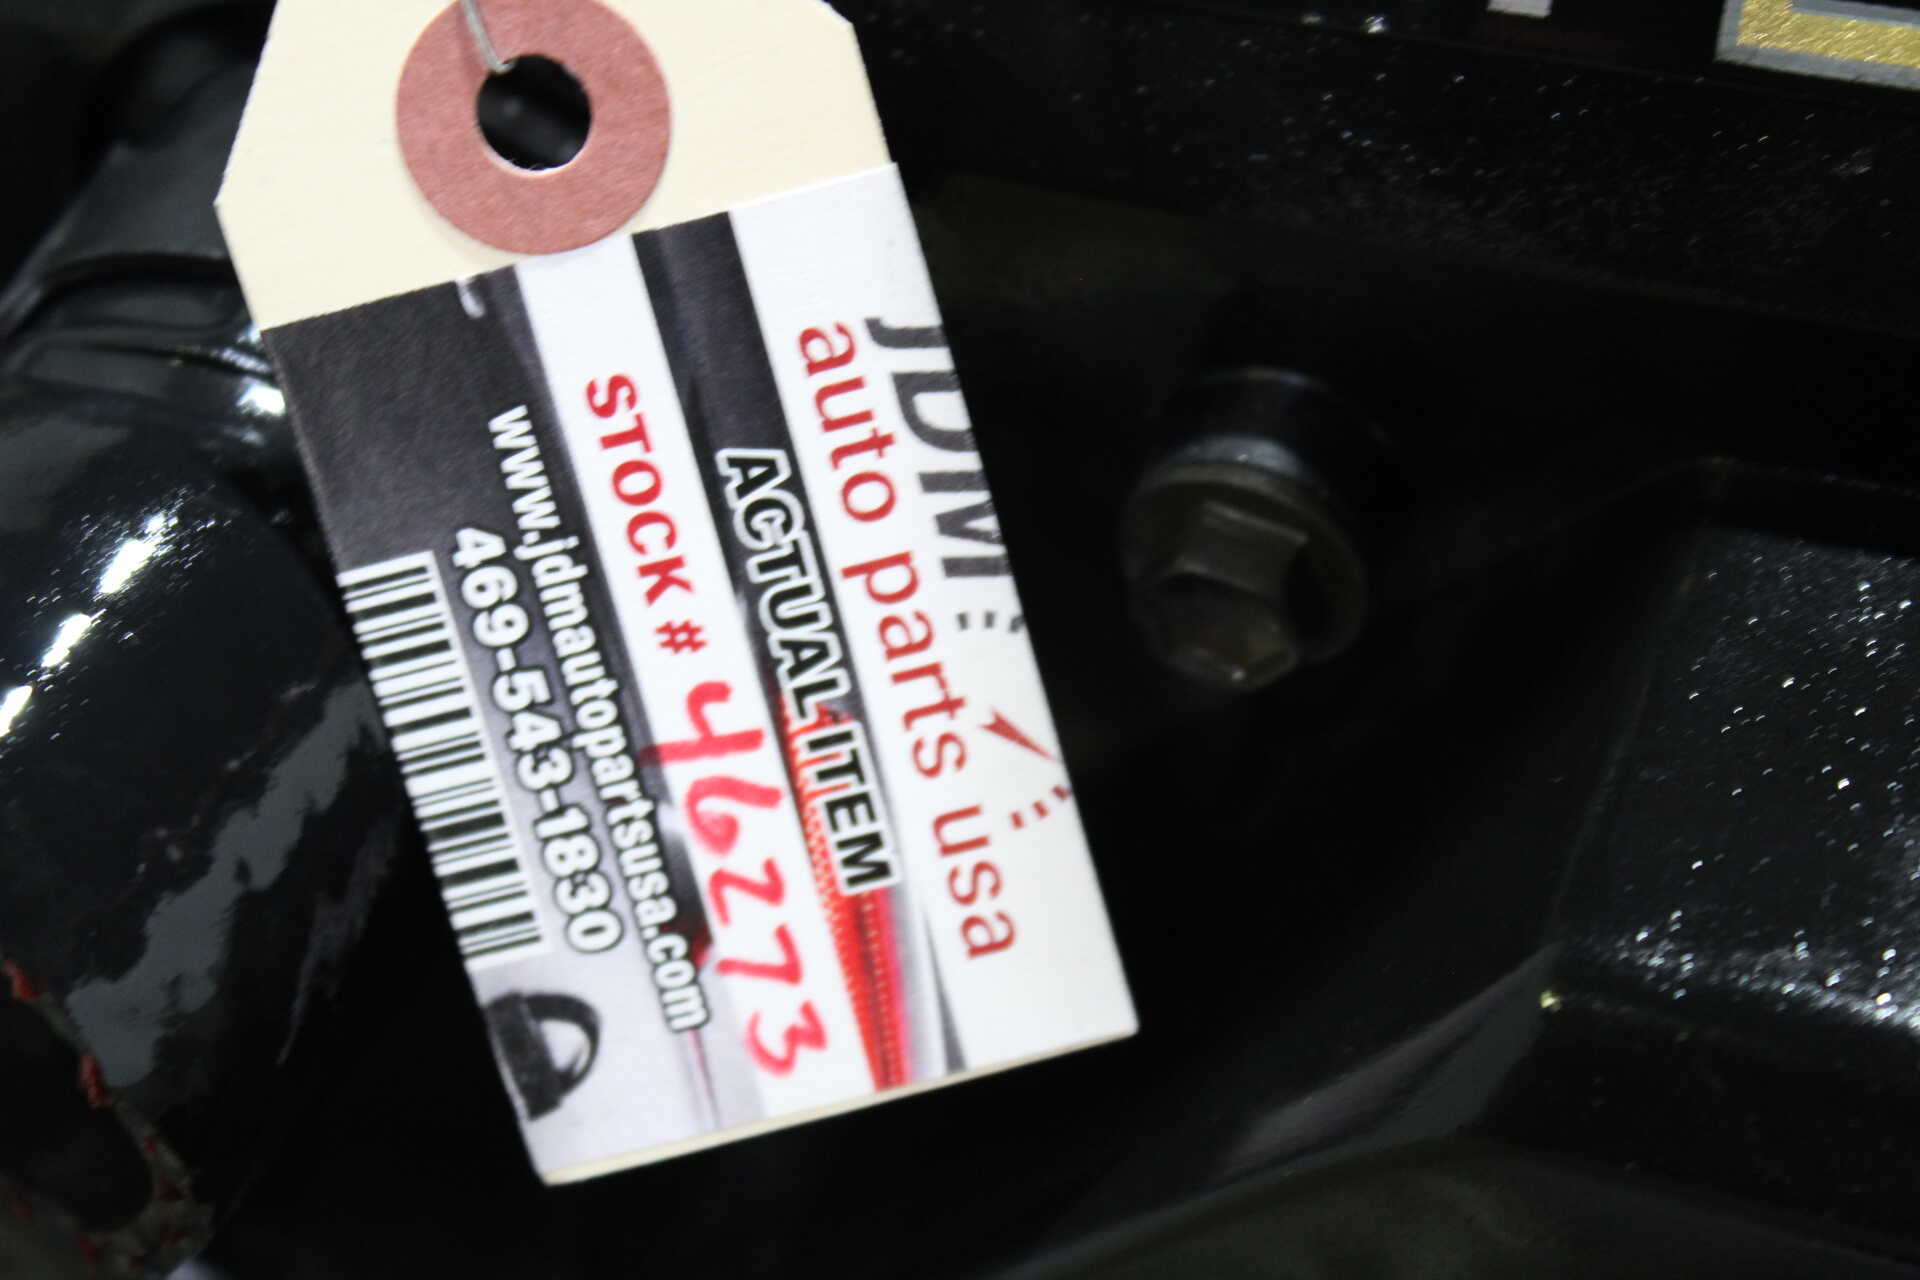 JDM
auto parts usa
ACTUAL ITEM
STOCK # 46273
www.jdmautopartsusa.com
469-543-1830